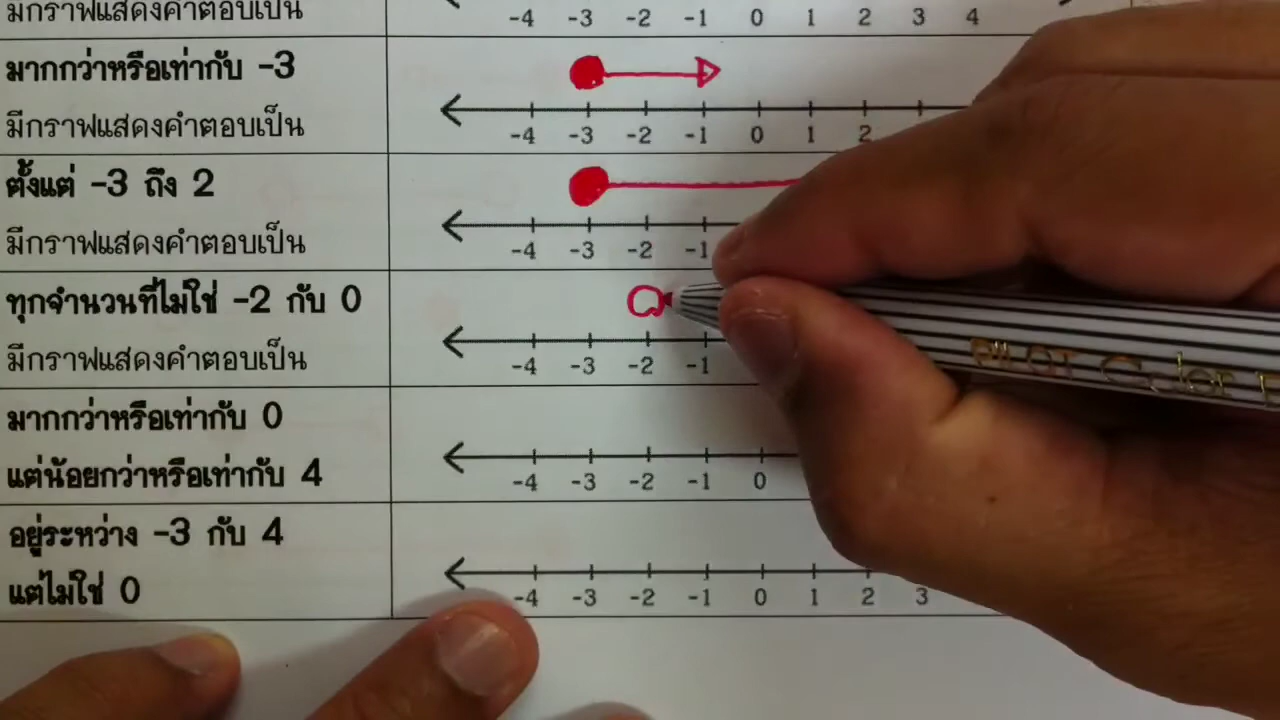 มีกราฟแสดงคำตอบเป็น
-4 -3 -2 -1 0 1 2 3 4
มากกว่าหรือเท่ากับ -3
มีกราฟแสดงคำตอบเป็น
-4 -3 -2 -1 0 1 2
ตั้งแต่ -3 ถึง 2
มีกราฟแสดงคำตอบเป็น
-4 -3 -2 -1
ทุกจำนวนที่ไม่ใช่ -2 กับ 0
มีกราฟแสดงคำตอบเป็น
-4 -3 -2 -1
PILOT Color
มากกว่าหรือเท่ากับ 0
แต่น้อยกว่าหรือเท่ากับ 4
-4 -3 -2 -1 0
อยู่ระหว่าง -3 กับ 4
แต่ไม่ใช่ 0
-4 -3 -2 -1 0 1 2 3